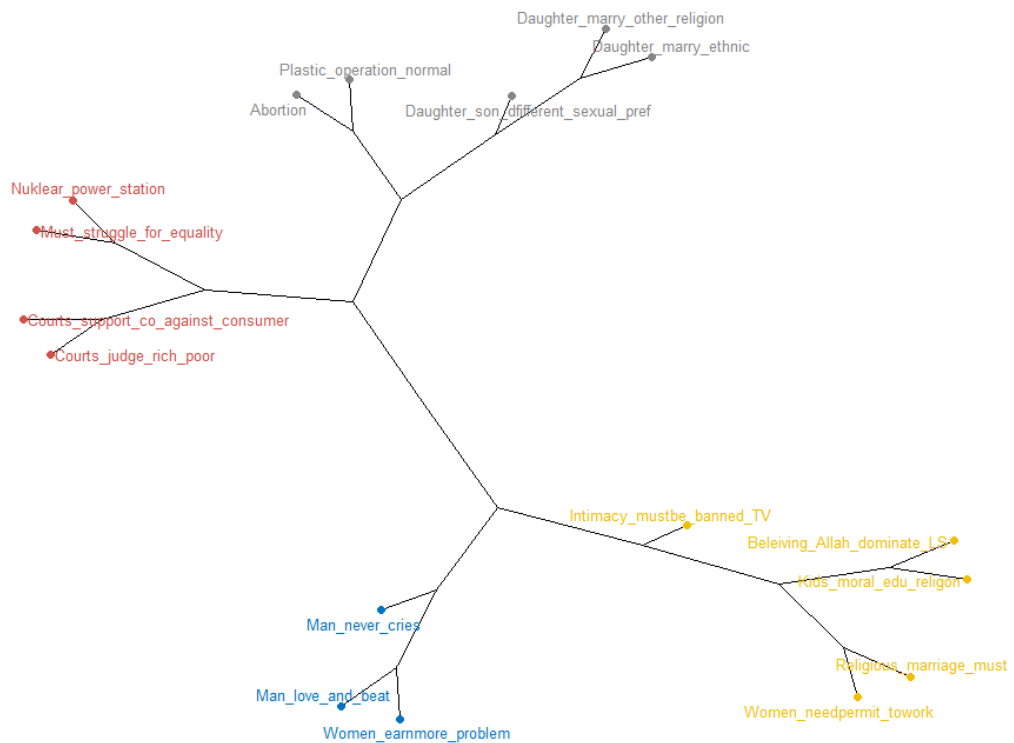 Daughter_marry_other_religion
Daughter_marry_ethnic
Plastic_operation_normal
Abortion
Daughter_son_dfifferent_sexual_pref
Nuklear_power_station
Must_struggle_for_equality
Courts_support_co_against_consumer
Courts_judge_rich_poor
Intimacy_mustbe_banned_TV
Beleiving_Allah_dominate_LS
Kids_moral_edu_religon
Man_never_cries
Religious_marriage_must
Man_love_and_beat
Women_needpermit_towork
Women_earnmore_problem